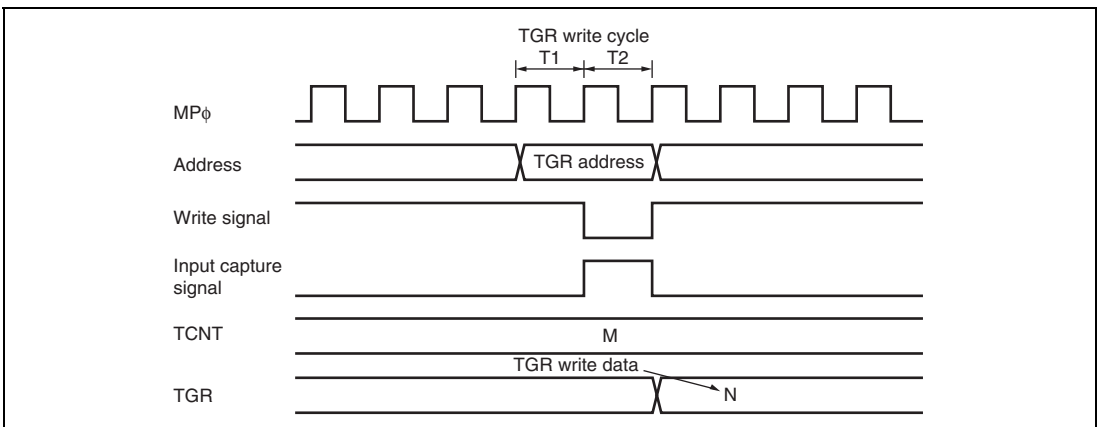 TGR write cycle
T1 T2
MPϕ
Address
TGR address
Write signal
Input capture
signal
TCNT
M
TGR write data
TGR
N